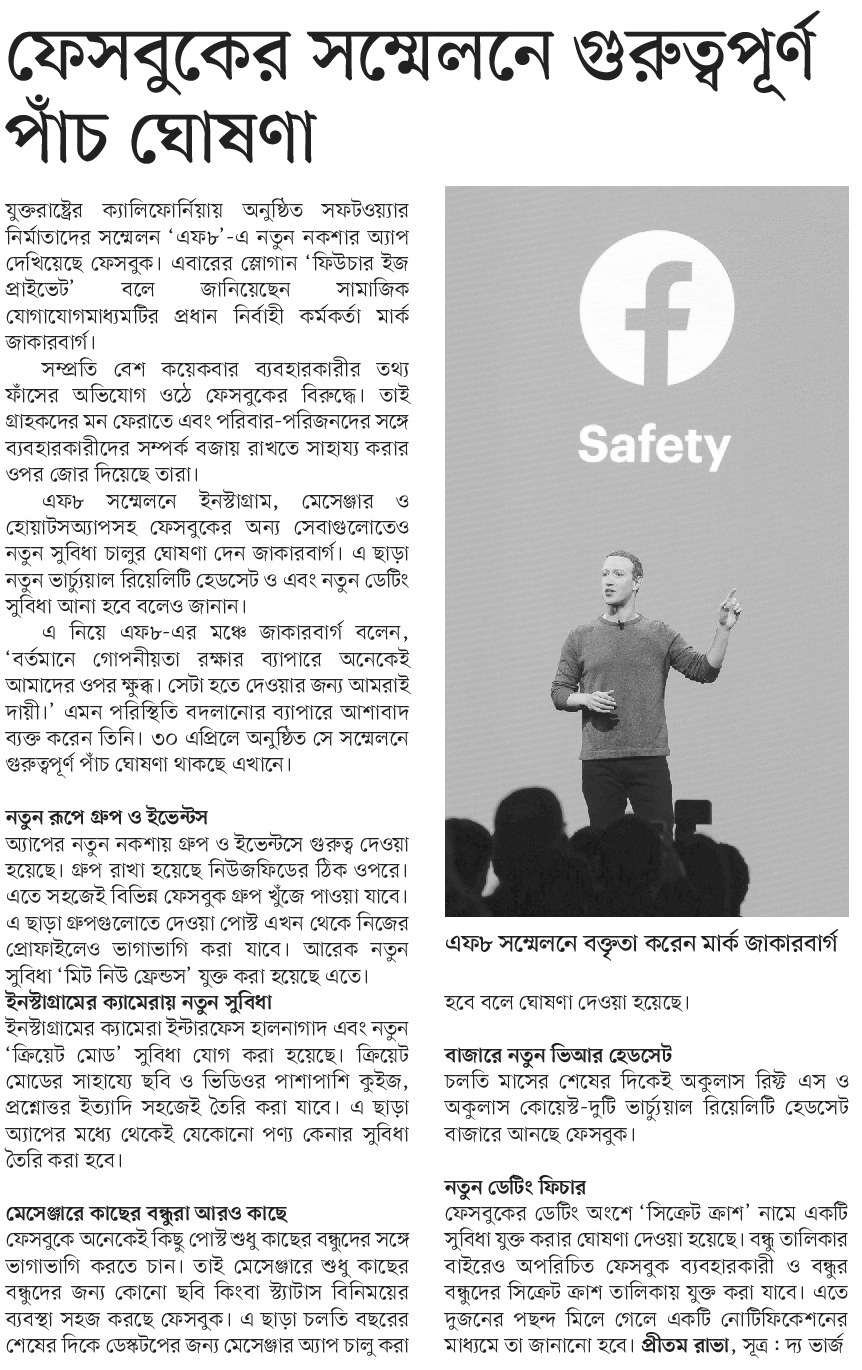 ফেসবুকের সম্মেলনে গুরুত্বপূর্ণ
পাঁচ ঘোষণা
যুক্তরাষ্ট্রের ক্যালিফোর্নিয়ায় অনুষ্ঠিত সফটওয়্যার
নির্মাতাদের সম্মেলন ‘এফ৮’-এ নতুন নকশার অ্যাপ
দেখিয়েছে ফেসবুক। এবারের স্লোগান ‘ফিউচার ইজ
প্রাইভেট’ বলে জানিয়েছেন সামাজিক
যোগাযোগমাধ্যমটির প্রধান নির্বাহী কর্মকর্তা মার্ক
জাকারবার্গ।
সম্প্রতি বেশ কয়েকবার ব্যবহারকারীর তথ্য
ফাঁসের অভিযোগ ওঠে ফেসবুকের বিরুদ্ধে। তাই
গ্রাহকদের মন ফেরাতে এবং পরিবার-পরিজনদের সঙ্গে
ব্যবহারকারীদের সম্পর্ক বজায় রাখতে সাহায্য করার
ওপর জোর দিয়েছে তারা।
এফ৮ সম্মেলনে ইনস্টাগ্রাম, মেসেঞ্জার ও
হোয়াটসঅ্যাপসহ ফেসবুকের অন্য সেবাগুলোতেও
নতুন সুবিধা চালুর ঘোষণা দেন জাকারবার্গ। এ ছাড়া
নতুন ভার্চ্যুয়াল রিয়েলিটি হেডসেট ও এবং নতুন ডেটিং
সুবিধা আনা হবে বলেও জানান।
এ নিয়ে এফ৮-এর মঞ্চে জাকারবার্গ বলেন,
‘বর্তমানে গোপনীয়তা রক্ষার ব্যাপারে অনেকেই
আমাদের ওপর ক্ষুব্ধ। সেটা হতে দেওয়ার জন্য আমরাই
দায়ী।’ এমন পরিস্থিতি বদলানোর ব্যাপারে আশাবাদ
ব্যক্ত করেন তিনি। ৩০ এপ্রিলে অনুষ্ঠিত সে সম্মেলনে
গুরুত্বপূর্ণ পাঁচ ঘোষণা থাকছে এখানে।
নতুন রূপে গ্রুপ ও ইভেন্টস
অ্যাপের নতুন নকশায় গ্রুপ ও ইভেন্টসে গুরুত্ব দেওয়া
হয়েছে। গ্রুপ রাখা হয়েছে নিউজফিডের ঠিক ওপরে।
এতে সহজেই বিভিন্ন ফেসবুক গ্রুপ খুঁজে পাওয়া যাবে।
এ ছাড়া গ্রুপগুলোতে দেওয়া পোস্ট এখন থেকে নিজের
প্রোফাইলেও ভাগাভাগি করা যাবে। আরেক নতুন
সুবিধা ‘মিট নিউ ফ্রেন্ডস’ যুক্ত করা হয়েছে এতে।
ইনস্টাগ্রামের ক্যামেরায় নতুন সুবিধা
ইনস্টাগ্রামের ক্যামেরা ইন্টারফেস হালনাগাদ এবং নতুন
‘ক্রিয়েট মোড’ সুবিধা যোগ করা হয়েছে। ক্রিয়েট
মোডের সাহায্যে ছবি ও ভিডিওর পাশাপাশি কুইজ,
প্রশ্নোত্তর ইত্যাদি সহজেই তৈরি করা যাবে। এ ছাড়া
অ্যাপের মধ্যে থেকেই যেকোনো পণ্য কেনার সুবিধা
তৈরি করা হবে।
মেসেঞ্জারে কাছের বন্ধুরা আরও কাছে
ফেসবুকে অনেকেই কিছু পোস্ট শুধু কাছের বন্ধুদের সঙ্গে
ভাগাভাগি করতে চান। তাই মেসেঞ্জারে শুধু কাছের
বন্ধুদের জন্য কোনো ছবি কিংবা স্ট্যাটাস বিনিময়ের
ব্যবস্থা সহজ করছে ফেসবুক। এ ছাড়া চলতি বছরের
শেষের দিকে ডেস্কটপের জন্য মেসেঞ্জার অ্যাপ চালু করা
f
Safety
এফ৮ সম্মেলনে বক্তৃতা করেন মার্ক জাকারবার্গ
হবে বলে ঘোষণা দেওয়া হয়েছে।
বাজারে নতুন ভিআর হেডসেট
চলতি মাসের শেষের দিকেই অকুলাস রিফ্ট এস ও
অকুলাস কোয়েস্ট-দুটি ভার্চ্যুয়াল রিয়েলিটি হেডসেট
বাজারে আনছে ফেসবুক।
নতুন ডেটিং ফিচার
ফেসবুকের ডেটিং অংশে ‘সিক্রেট ক্রাশ’ নামে একটি
সুবিধা যুক্ত করার ঘোষণা দেওয়া হয়েছে। বন্ধু তালিকার
বাইরেও অপরিচিত ফেসবুক ব্যবহারকারী ও বন্ধুর
বন্ধুদের সিক্রেট ক্রাশ তালিকায় যুক্ত করা যাবে। এতে
দুজনের পছন্দ মিলে গেলে একটি নোটিফিকেশনের
মাধ্যমে তা জানানো হবে। প্রীতম রাভা, সূত্র : দ্য ভার্জ